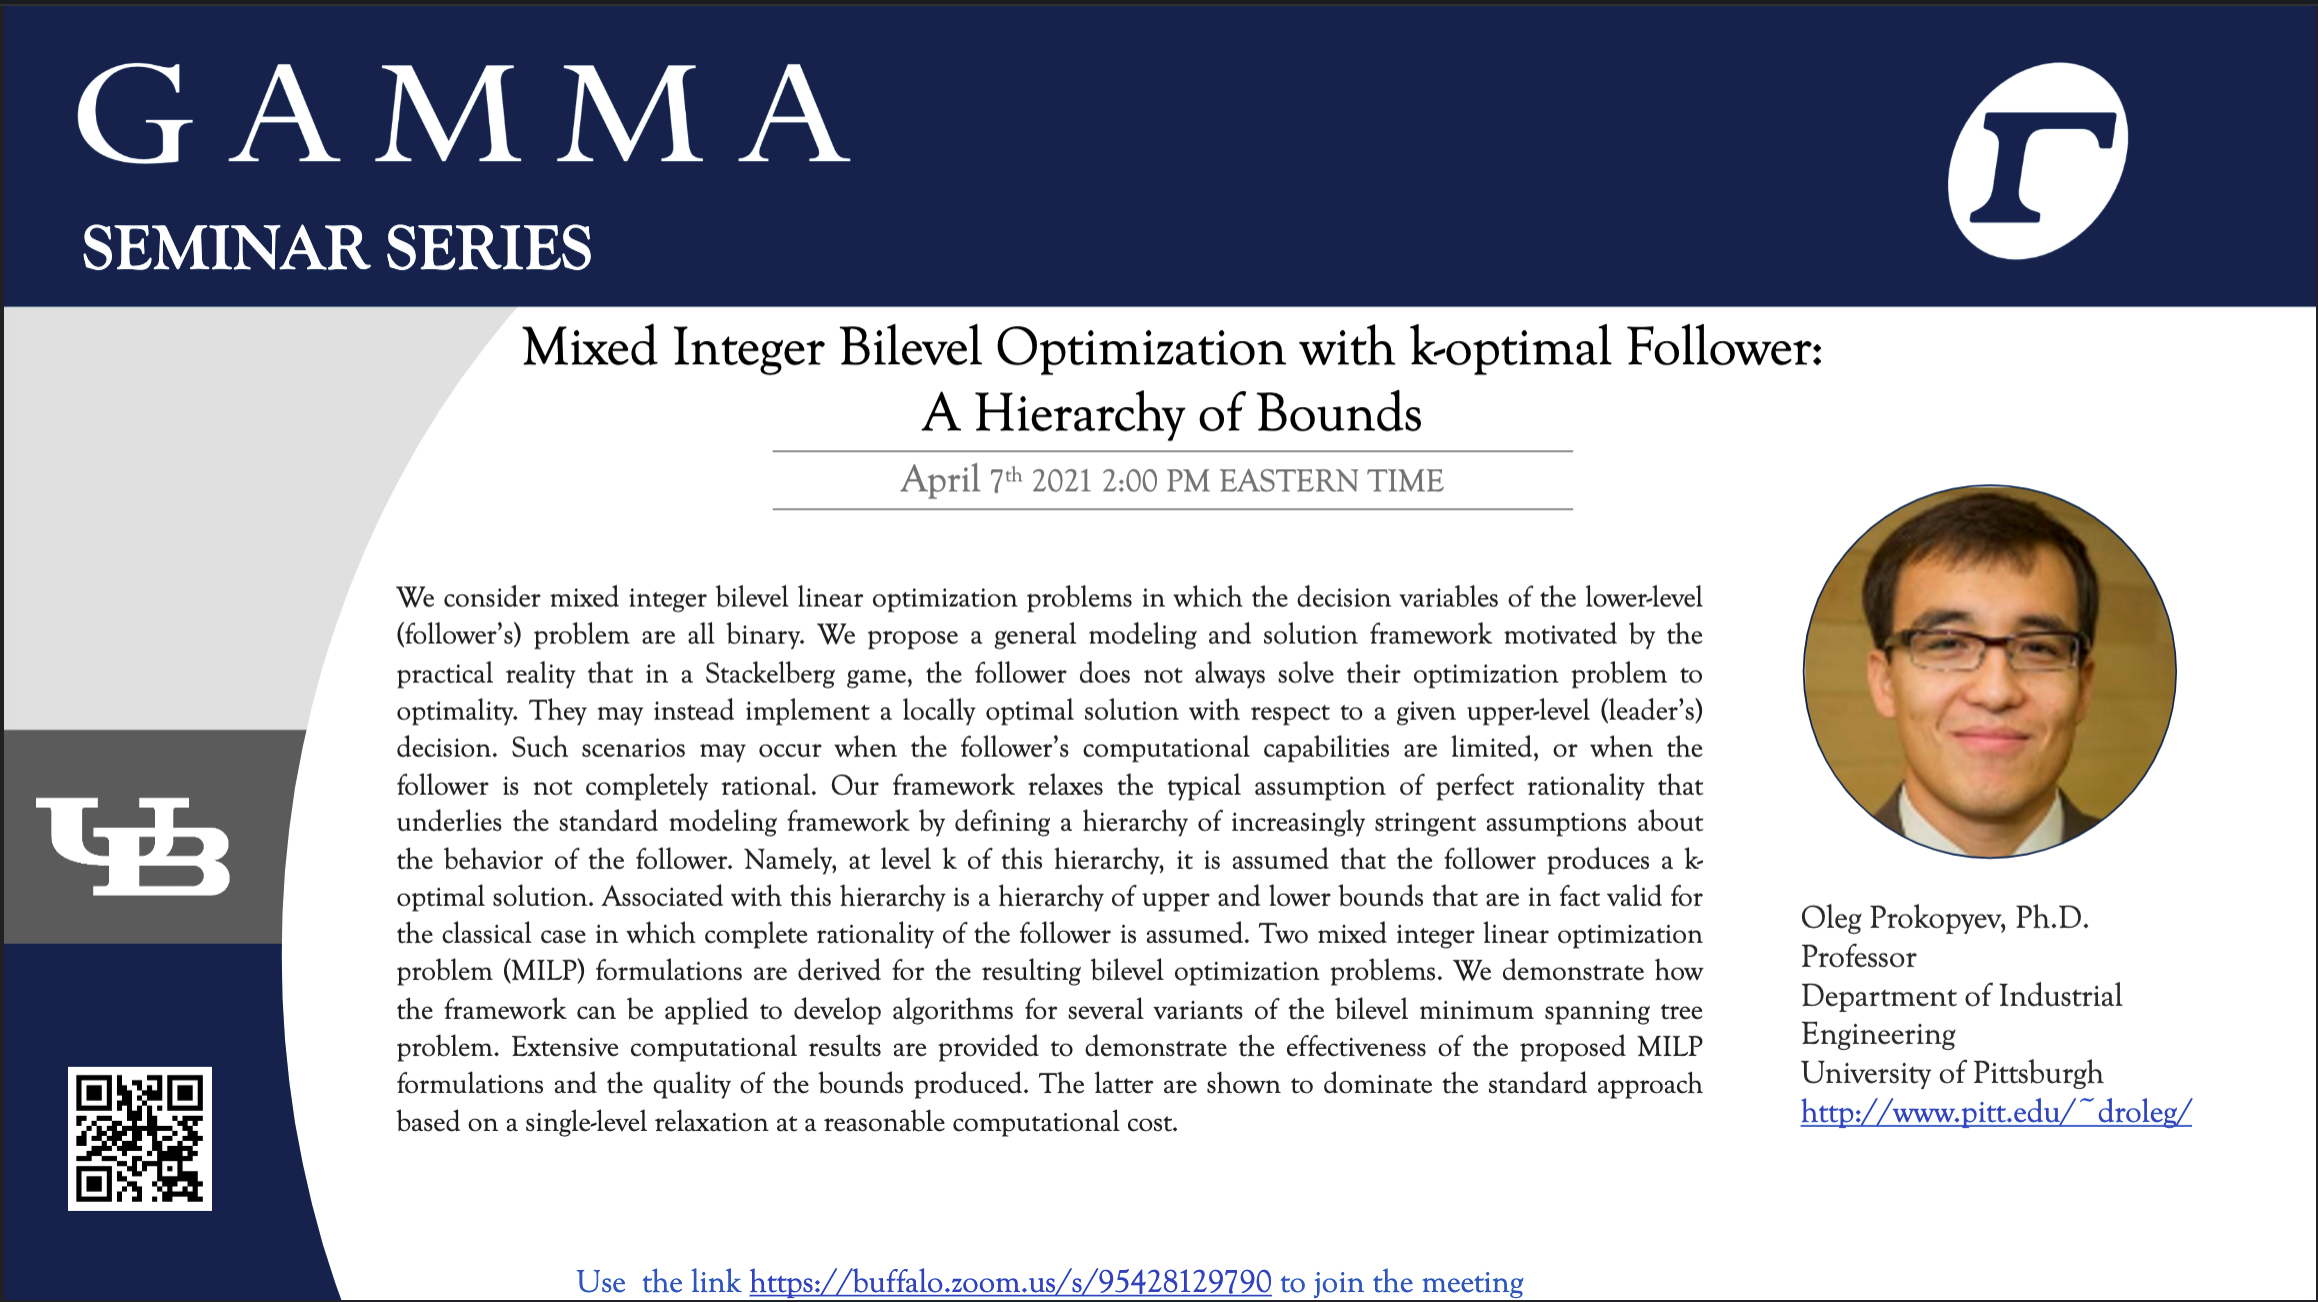 GAMMA
SEMINAR SERIES
Mixed Integer Bilevel Optimization with k-optimal Follower:
A Hierarchy of Bounds
April 7th 2021 2:00 PM EASTERN TIME
We consider mixed integer bilevel linear optimization problems in which the decision variables of the lower-level
(follower's) problem are all binary. We propose a general modeling and solution framework motivated by the
practical reality that in a Stackelberg game, the follower does not always solve their optimization problem to
optimality. They may instead implement a locally optimal solution with respect to a given upper-level (leader's)
decision. Such scenarios may occur when the follower's computational capabilities are limited, or when the
follower is not completely rational. Our framework relaxes the typical assumption of perfect rationality that
underlies the standard modeling framework by defining a hierarchy of increasingly stringent assumptions about
the behavior of the follower. Namely, at level k of this hierarchy, it is assumed that the follower produces a k-
optimal solution. Associated with this hierarchy is a hierarchy of upper and lower bounds that are in fact valid for
the classical case in which complete rationality of the follower is assumed. Two mixed integer linear optimization
problem (MILP) formulations are derived for the resulting bilevel optimization problems. We demonstrate how
the framework can be applied to develop algorithms for several variants of the bilevel minimum spanning tree
problem. Extensive computational results are provided to demonstrate the effectiveness of the proposed MILP
formulations and the quality of the bounds produced. The latter are shown to dominate the standard approach
based on a single-level relaxation at a reasonable computational cost.
Oleg Prokopyev, Ph.D.
Professor
Department of Industrial
Engineering
University of Pittsburgh
http://www.pitt.edu/~droleg/
UB
Use the link https://buffalo.zoom.us/s/95428129790 to join the meeting